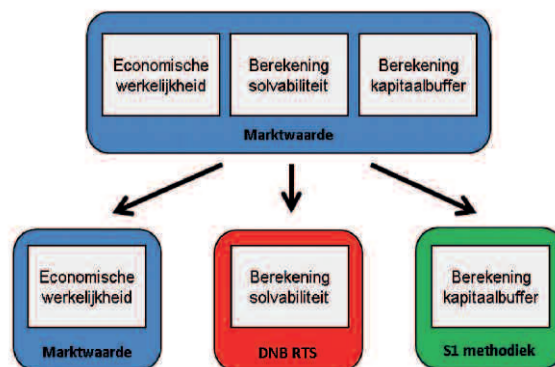 Economische
werkelijkheid
Berekening
solvabiliteit
Berekening
kapitaalbuffer
Marktwaarde
Economische
werkelijkheid
Marktwaarde
Berekening
solvabiliteit
DNB RTS
Berekening
kapitaalbuffer
S1 methodiek